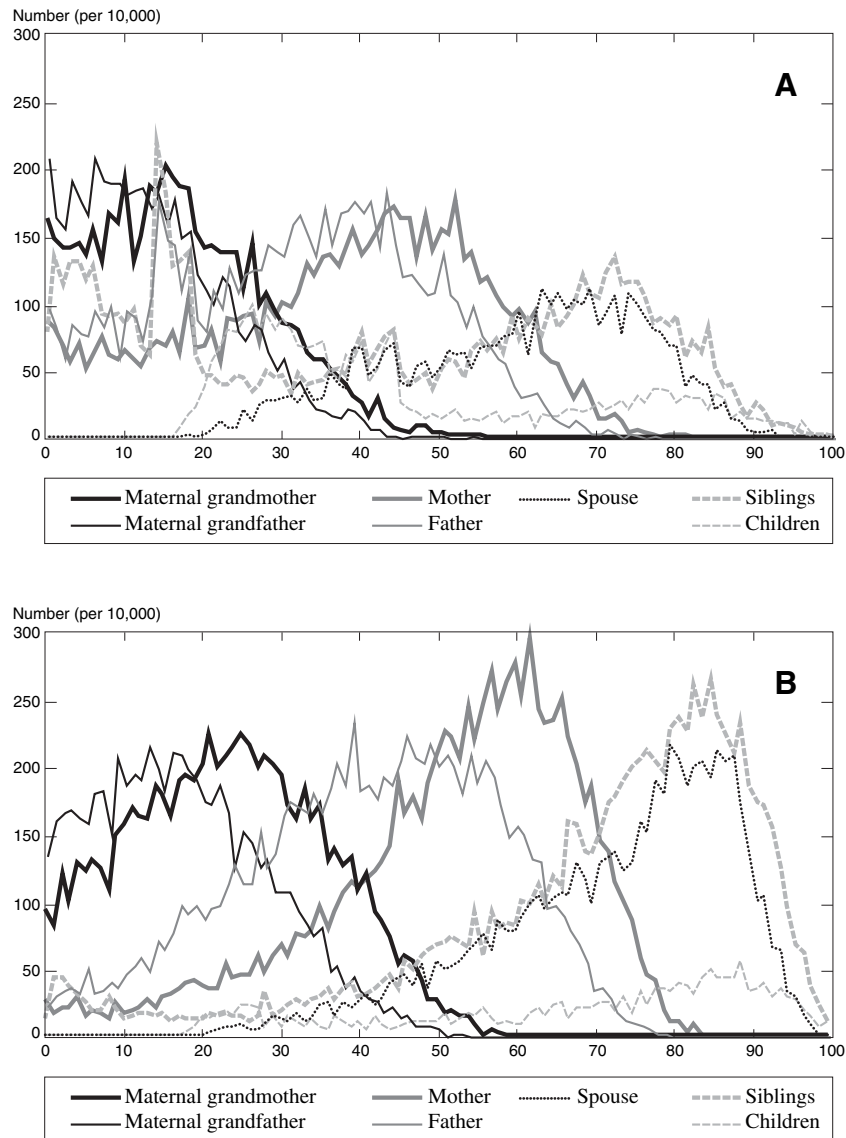 Number (per 10,000)
300
A
250
200
150
100
50
0
0 10 20 30 40 50 60 70 80 90 100
Maternal grandmother Mother Spouse Siblings
Maternal grandfather Father Children
Number (per 10,000)
300
B
250
200
150
100
50
0
0 10 20 30 40 50 60 70 80 90 100
Maternal grandmother Mother Spouse Siblings
Maternal grandfather Father Children